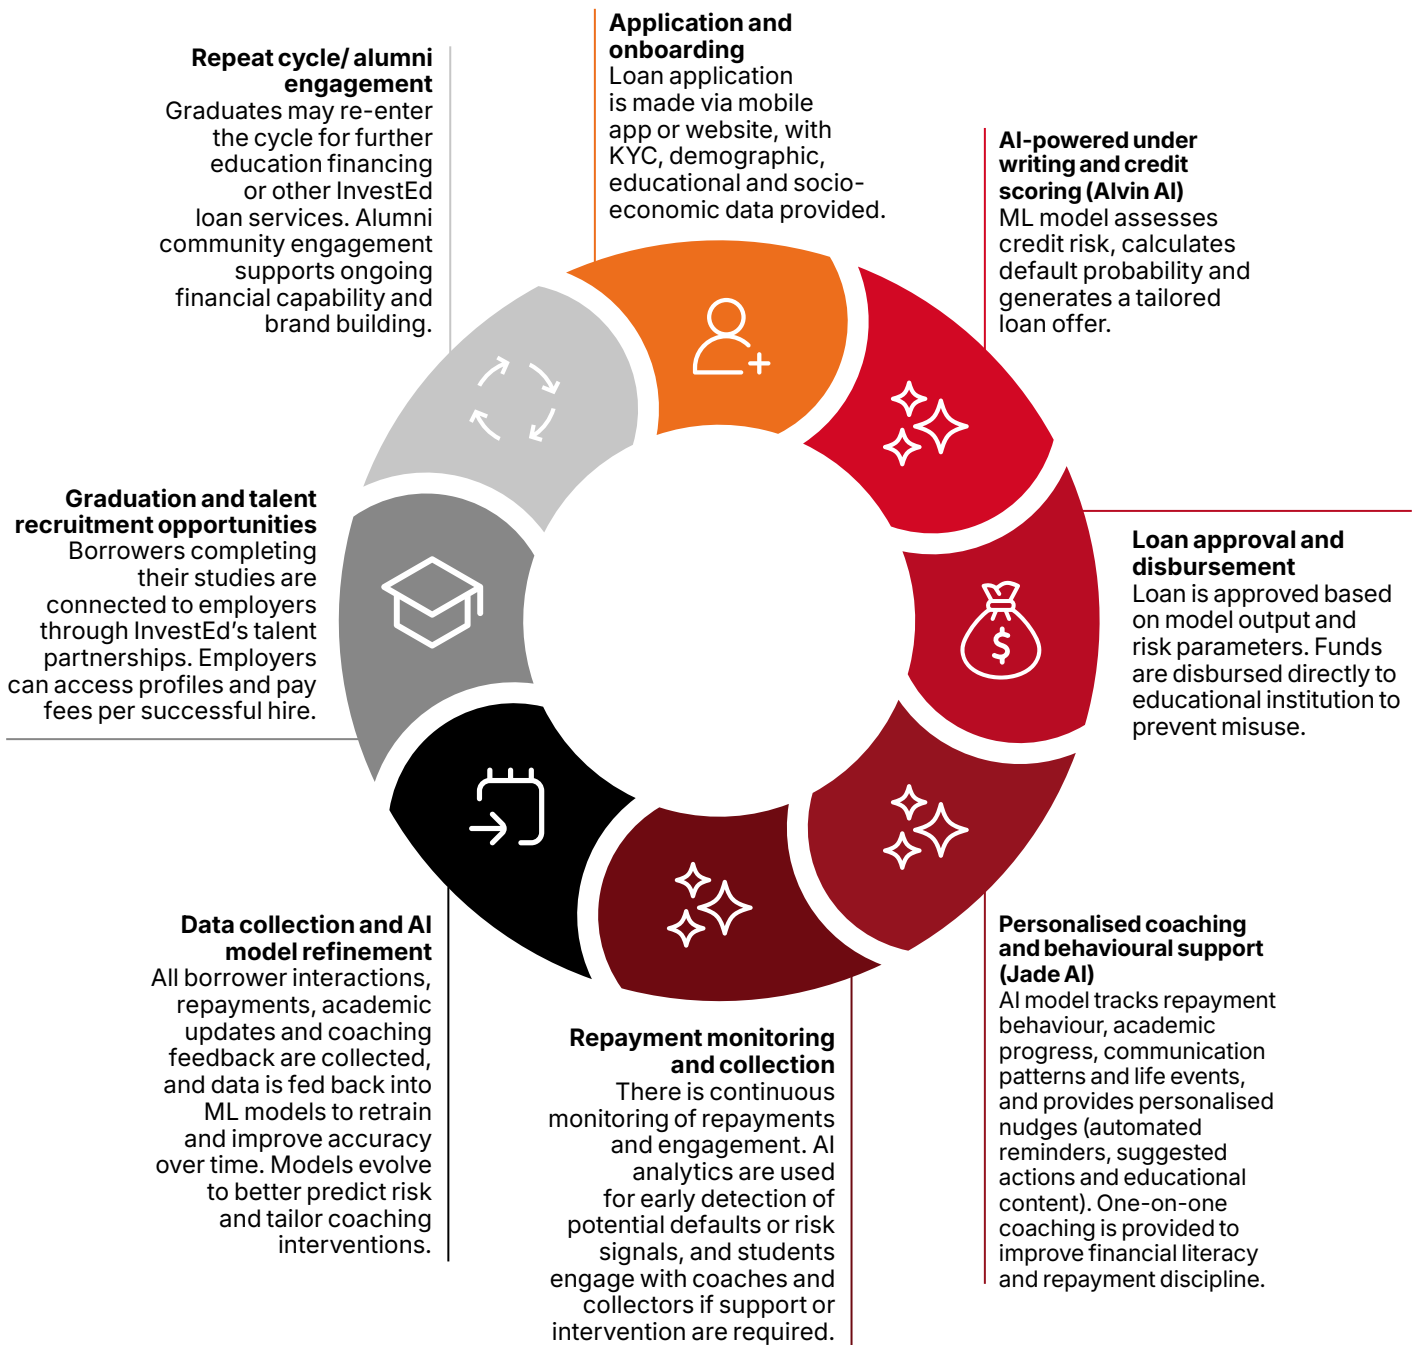 Application and
onboarding
Loan application
is made via mobile
app or website, with
KYC, demographic,
educational and socio-
economic data provided.
AI-powered under
writing and credit
scoring (Alvin AI)
ML model assesses
credit risk, calculates
default probability and
generates a tailored
loan offer.
Loan approval and
disbursement
Loan is approved based
on model output and
risk parameters. Funds
are disbursed directly to
educational institution to
prevent misuse.
$
Personalised coaching
and behavioural support
(Jade AI)
AI model tracks repayment
behaviour, academic
progress, communication
patterns and life events,
and provides personalised
nudges (automated
reminders, suggested
actions and educational
content). One-on-one
coaching is provided to
improve financial literacy
and repayment discipline.
Repayment monitoring
and collection
There is continuous
monitoring of repayments
and engagement. AI
analytics are used
for early detection of
potential defaults or risk
signals, and students
engage with coaches and
collectors if support or
intervention are required.
Data collection and AI
model refinement
All borrower interactions,
repayments, academic
updates and coaching
feedback are collected,
and data is fed back into
ML models to retrain
and improve accuracy
over time. Models evolve
to better predict risk
and tailor coaching
interventions.
Graduation and talent
recruitment opportunities
Borrowers completing
their studies are
connected to employers
through InvestEd's talent
partnerships. Employers
can access profiles and pay
fees per successful hire.
Repeat cycle/ alumni
engagement
Graduates may re-enter
the cycle for further
education financing
or other InvestEd
loan services. Alumni
community engagement
supports ongoing
financial capability and
brand building.